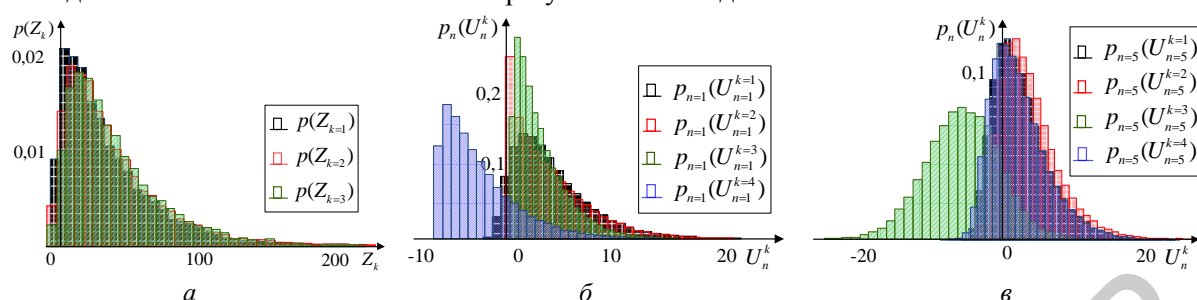 p(Z_k)
0,02
0,01
0
100
200
Z_k
p(Z_{k=1})
p(Z_{k=2})
p(Z_{k=3})
а
p_n(U_n^k)
0,2
0,1
-10
0
10
20
U_n^k
p_{n=1}(U_{n=1}^{k=1})
p_{n=1}(U_{n=1}^{k=2})
p_{n=1}(U_{n=1}^{k=3})
p_{n=1}(U_{n=1}^{k=4})
б
p_n(U_n^k)
0,1
-20
0
20
U_n^k
p_{n=5}(U_{n=5}^{k=1})
p_{n=5}(U_{n=5}^{k=2})
p_{n=5}(U_{n=5}^{k=3})
p_{n=5}(U_{n=5}^{k=4})
в